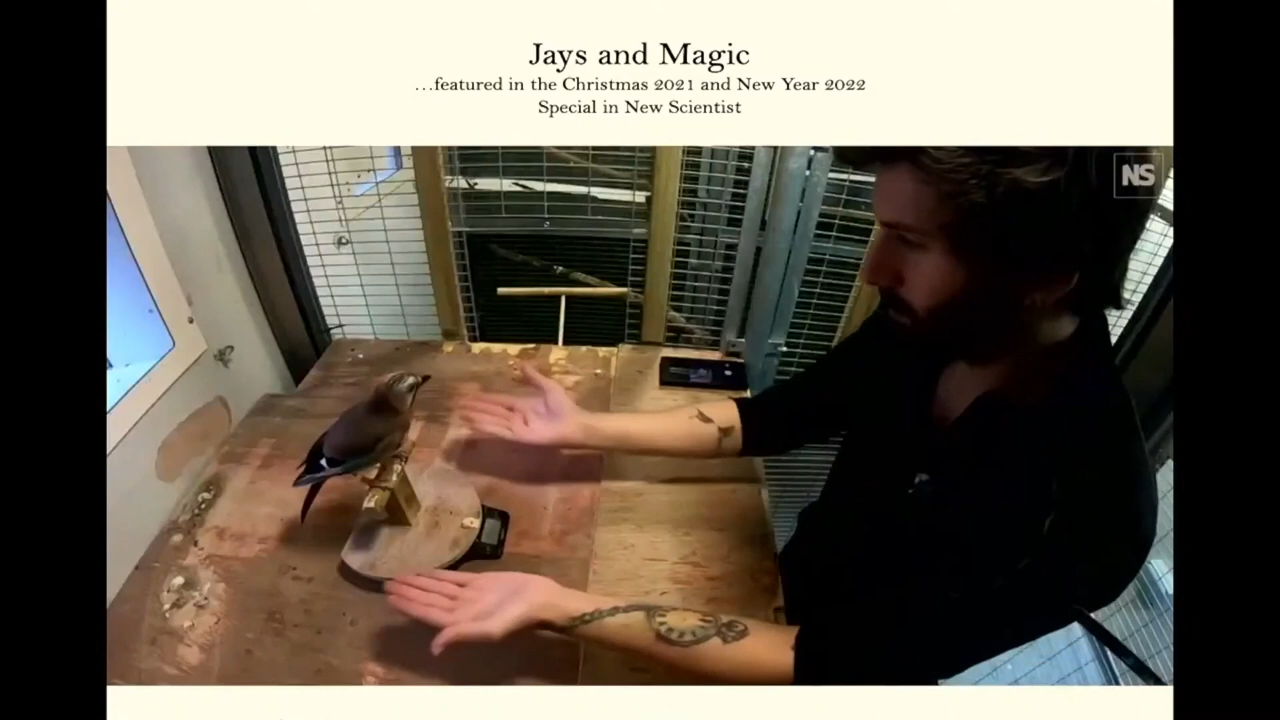 Jays and Magic
...featured in the Christmas 2021 and New Year 2022
Special in New Scientist
NS